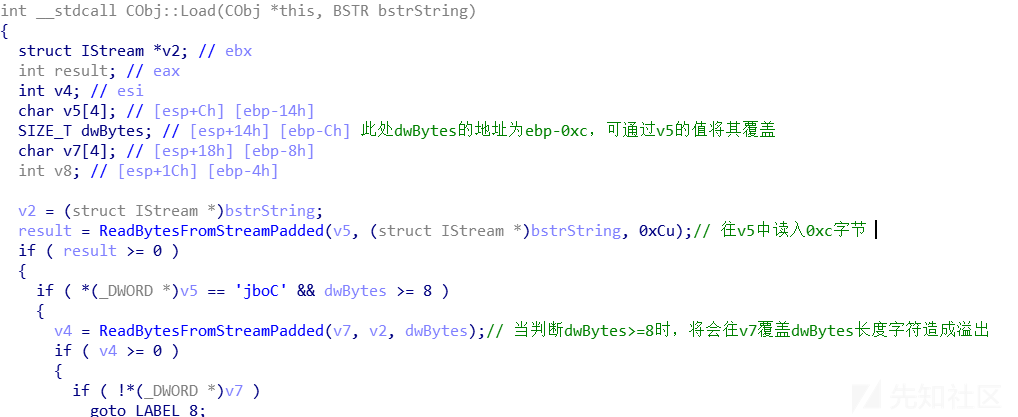 int __stdcall CObj::Load(CObj *this, BSTR bstrString)
{
  struct IStream *v2; // ebx
  int result; // eax
  int v4; // esi
  char v5[4]; // [esp+Ch] [ebp-14h]
  SIZE_T dwBytes; // [esp+14h] [ebp-Ch] 此处dwBytes的地址为ebp-0xc，可通过v5的值将其覆盖
  char v7[4]; // [esp+18h] [ebp-8h]
  int v8; // [esp+1Ch] [ebp-4h]

  v2 = (struct IStream *)bstrString;
  result = ReadBytesFromStreamPadded(v5, (struct IStream *)bstrString, 0xCu);// 往v5中读入0xc字节
  if ( result >= 0 )
  {
    if ( *(_DWORD *)v5 == 'jboC' && dwBytes >= 8 )
    {
      v4 = ReadBytesFromStreamPadded(v7, v2, dwBytes);// 当判断dwBytes>=8时，将会往v7覆盖dwBytes长度字符造成溢出
      if ( v4 >= 0 )
      {
        if ( !*(_DWORD *)v7 )
          goto LABEL_8;
先知社区